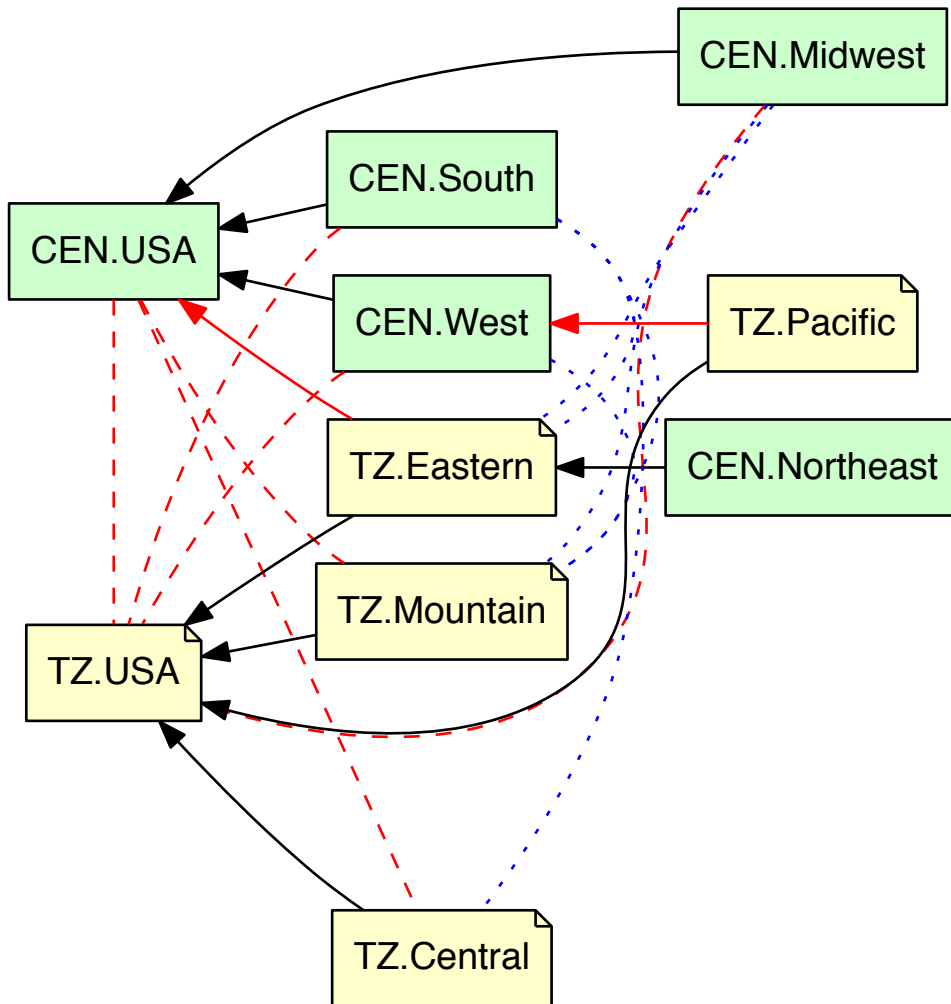 CEN.Midwest
CEN.South
CEN.USA
CEN.West
TZ.Pacific
TZ.Eastern
CEN.Northeast
TZ.Mountain
TZ.USA
TZ.Central